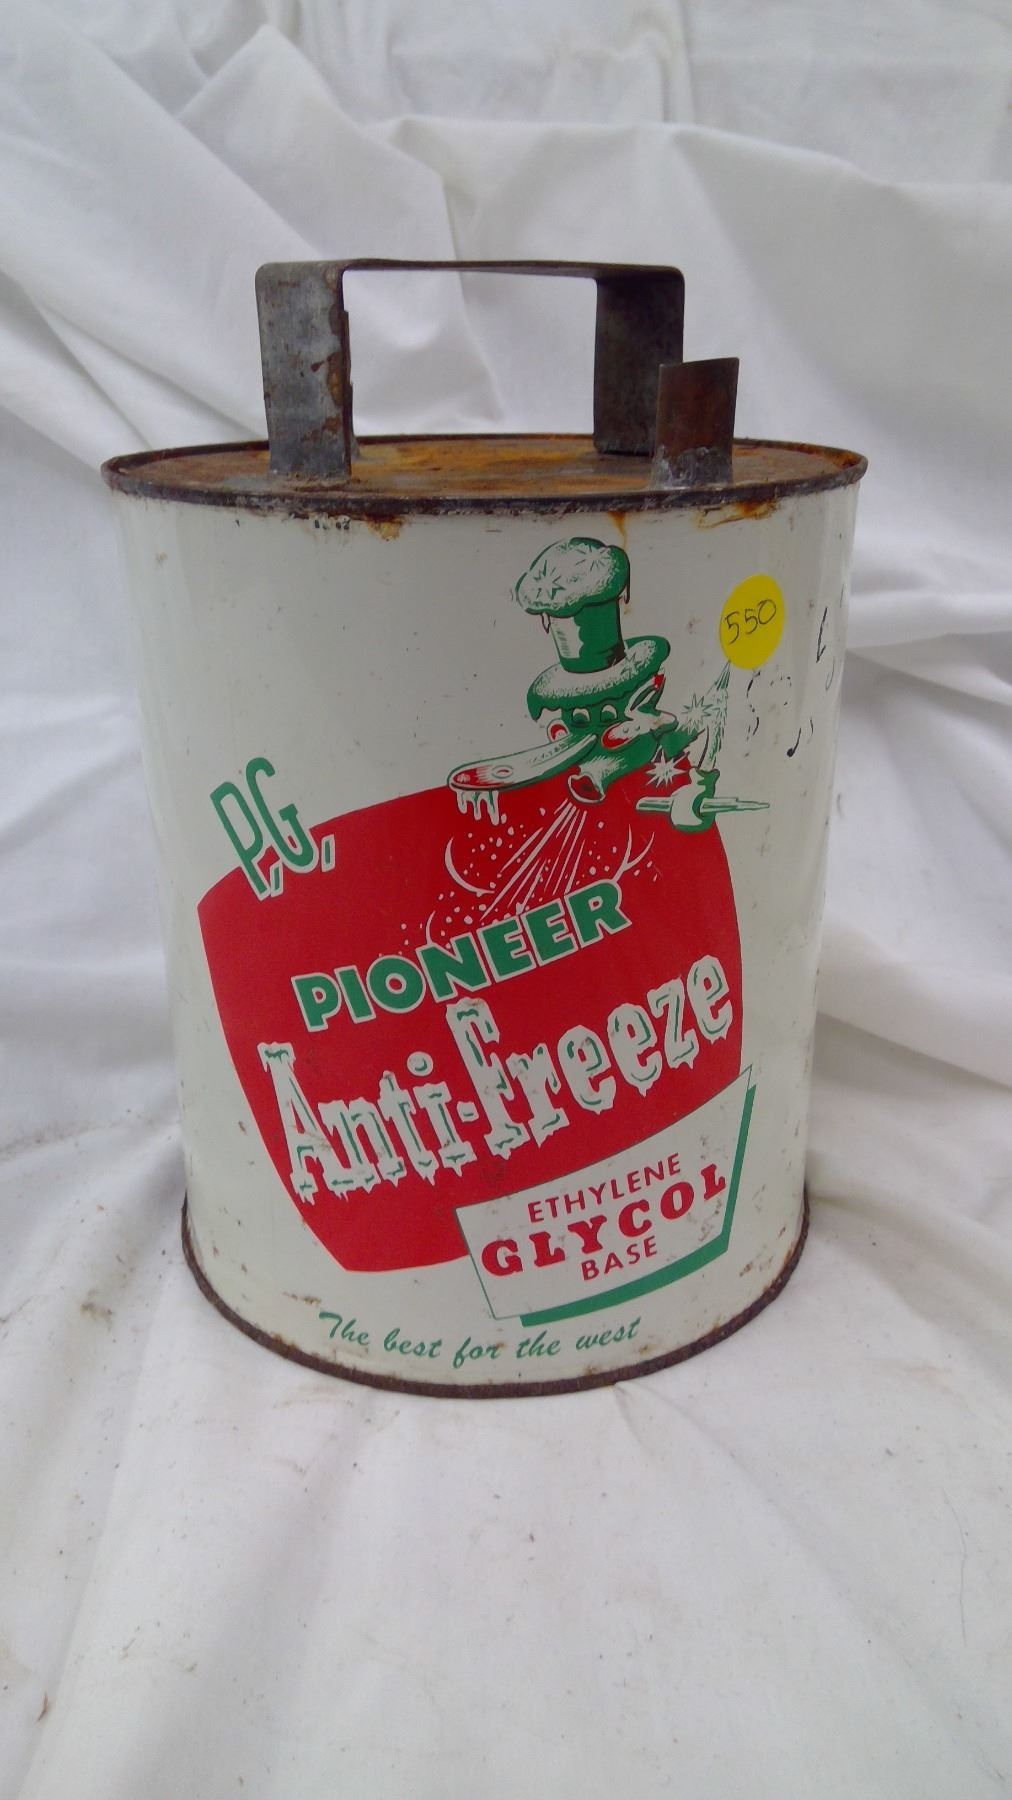 550
P.G.
PIONEER
Anti-Freeze
ETHYLENE
GLYCOL
BASE
The best for the west